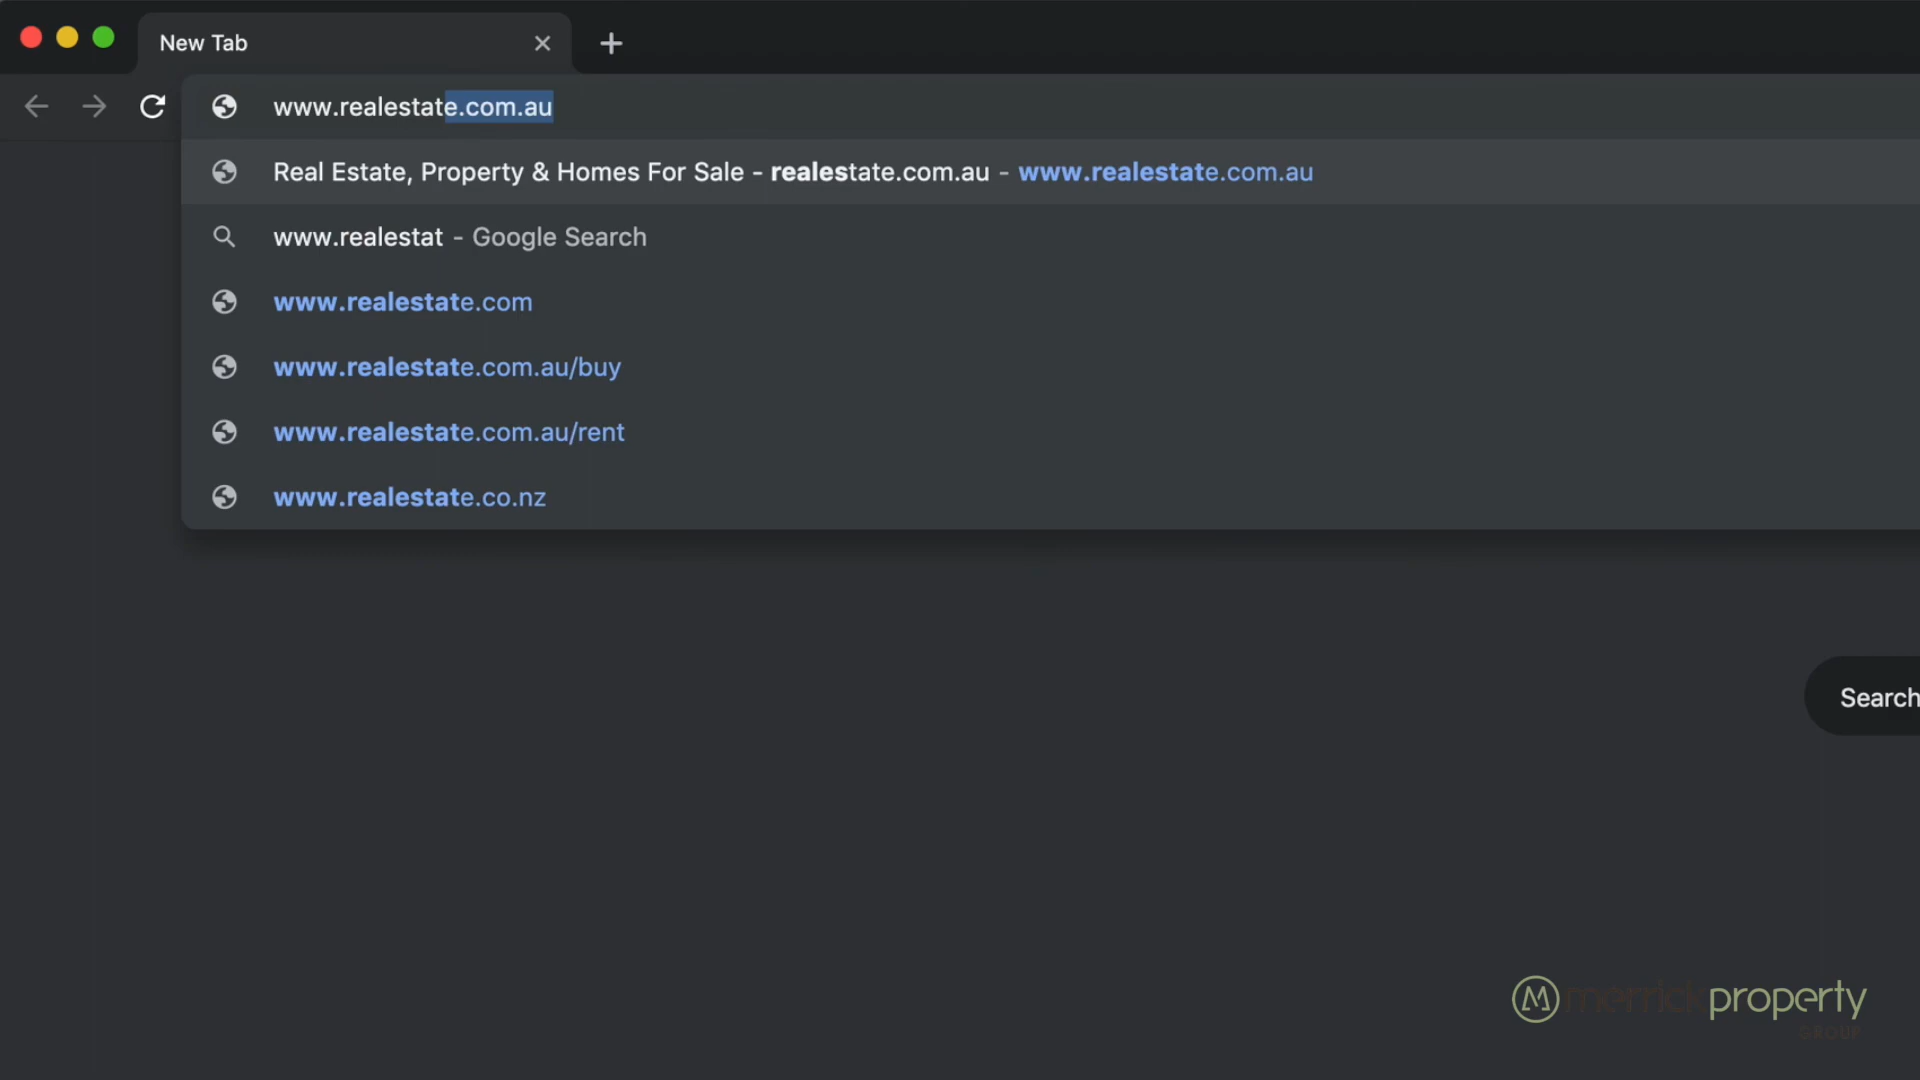 New Tab
www.realestate.com.au
Real Estate, Property & Homes For Sale - realestate.com.au - www.realestate.com.au
www.realestat - Google Search
www.realestate.com
www.realestate.com.au/buy
www.realestate.com.au/rent
www.realestate.co.nz
Search
merrick property
GROUP